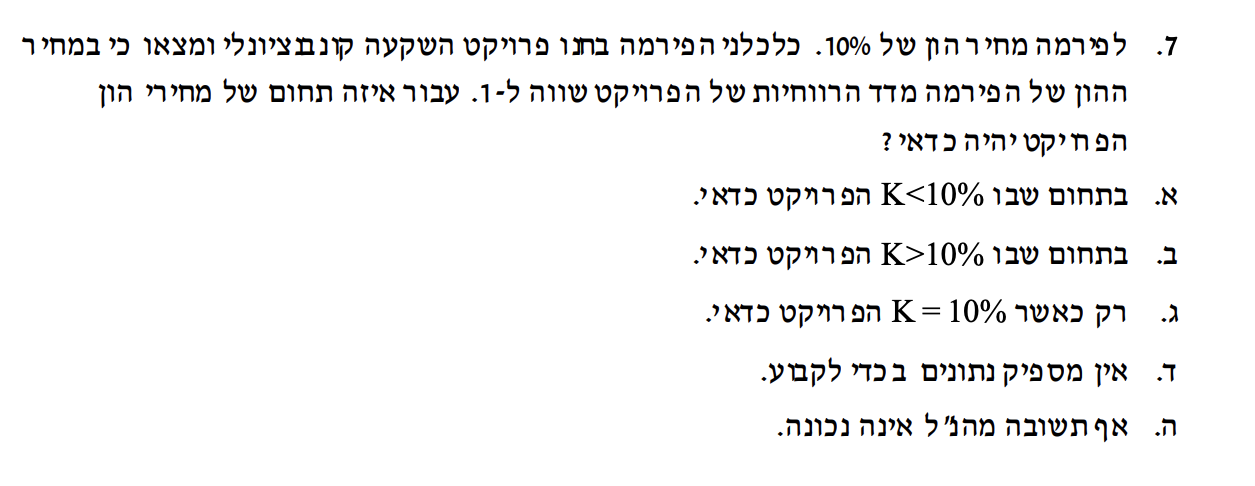 7. לפירמה מחיר הון של 10%. כלכלני הפירמה בחנו פרויקט השקעה קונבנציונלי ומצאו כי במחיר
ההון של הפירמה מדד הרווחיות של הפרויקט שווה ל-1. עבור איזה תחום של מחירי הון
הפרויקט יהיה כדאי?
א. בתחום שבו K<10% הפרויקט כדאי.
ב. בתחום שבו K>10% הפרויקט כדאי.
ג. רק כאשר K = 10% הפרויקט כדאי.
ד. אין מספיק נתונים בכדי לקבוע.
ה. אף תשובה מהנ"ל אינה נכונה.